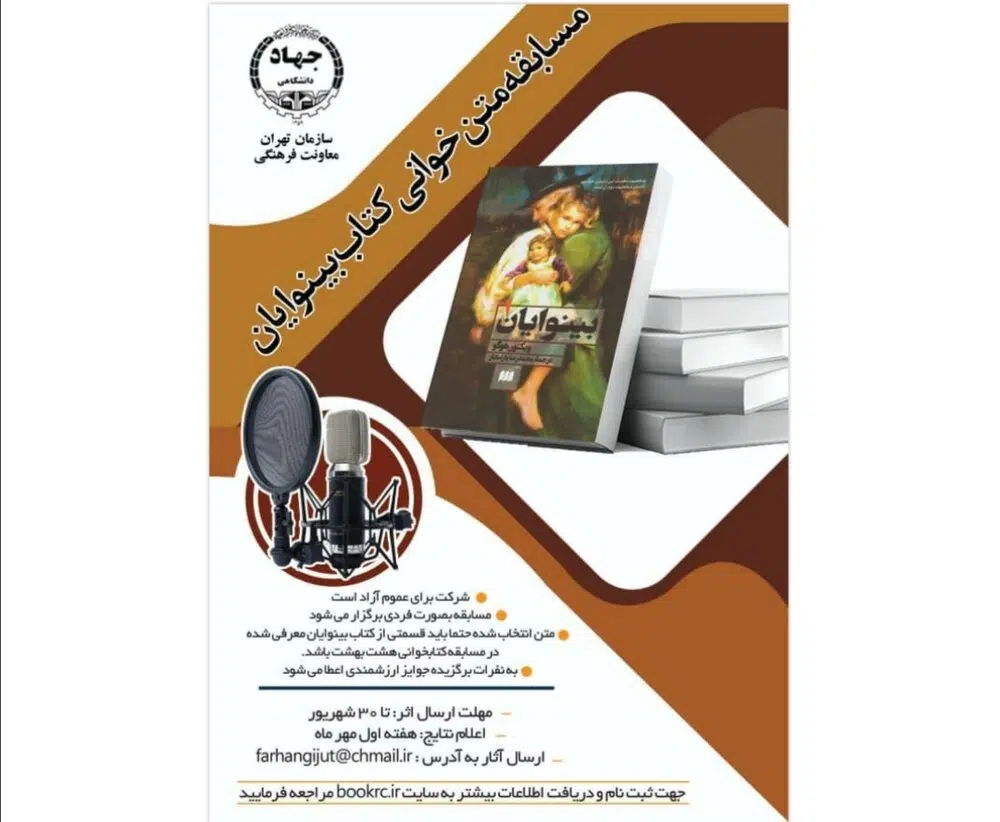 جهاد
دانشگاهی
۱۳۵۹
سازمان تهران
معاونت فرهنگی
مسابقه متن خوانی کتاب بینوایان
بینوایان
ویکتور هوگو
شرکت برای عموم آزاد است
مسابقه بصورت فردی برگزار می شود
متن انتخاب شده حتما باید قسمتی از کتاب بینوایان معرفی شده
در مسابقه کتابخوانی هشت بهشت باشد.
به نفرات برگزیده جوایز ارزشمندی اعطا می شود
– مهلت ارسال اثر: تا ۳۰ شهریور
– اعلام نتایج: هفته اول مهر ماه
– ارسال آثار به آدرس : farhangijut@chmail.ir
جهت ثبت نام و دریافت اطلاعات بیشتر به سایت bookrc.ir مراجعه فرمایید